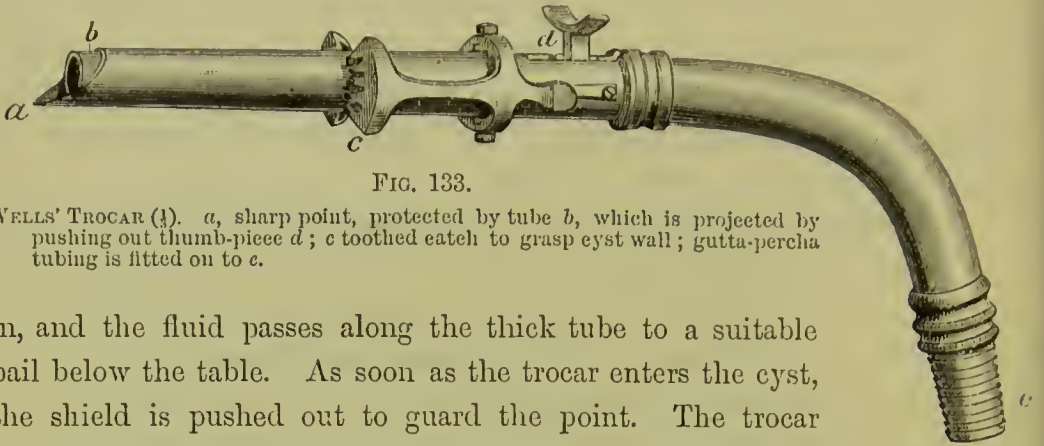 b
d
a
c
FIG. 133.
WELLS' TROCAR (½). a, sharp point, protected by tube b, which is projected by
pushing out thumb-piece d; c toothed catch to grasp cyst wall; gutta-percha
tubing is fitted on to e.
n, and the fluid passes along the thick tube to a suitable
pail below the table. As soon as the trocar enters the cyst,
he shield is pushed out to guard the point. The trocar
e